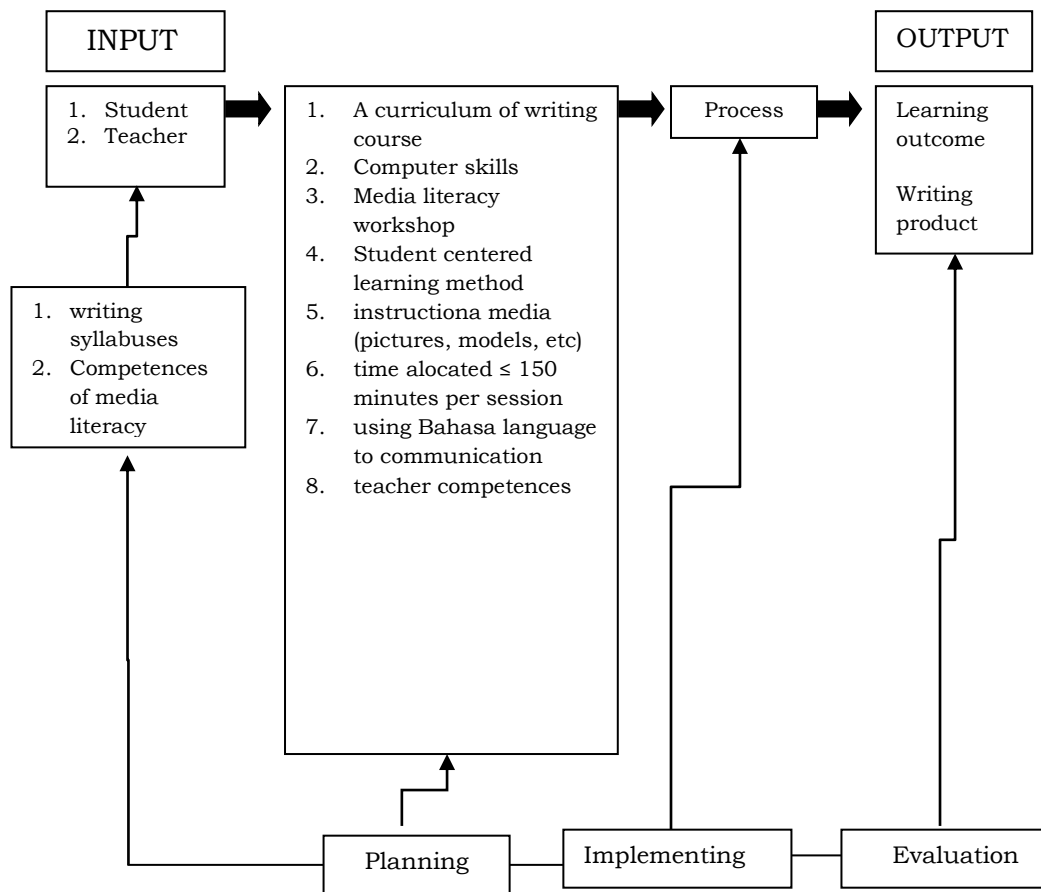 INPUT
OUTPUT
1. Student
2. Teacher
1. A curriculum of writing
course
2. Computer skills
3. Media literacy
workshop
4. Student centered
learning method
5. instructiona media
(pictures, models, etc)
6. time alocated ≤ 150
minutes per session
7. using Bahasa language
to communication
8. teacher competences
Process
Learning
outcome
Writing
product
1. writing
syllabuses
2. Competences
of media
literacy
Planning
Implementing
Evaluation